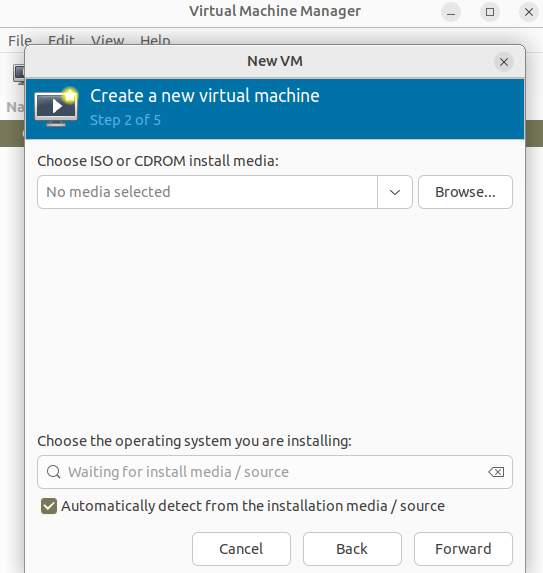 Virtual Machine Manager
File Edit View Help
New VM
Create a new virtual machine
Step 2 of 5
Na
Choose ISO or CDROM install media:
No media selected
Browse...
Choose the operating system you are installing:
Waiting for install media / source
Automatically detect from the installation media / source
Cancel Back Forward